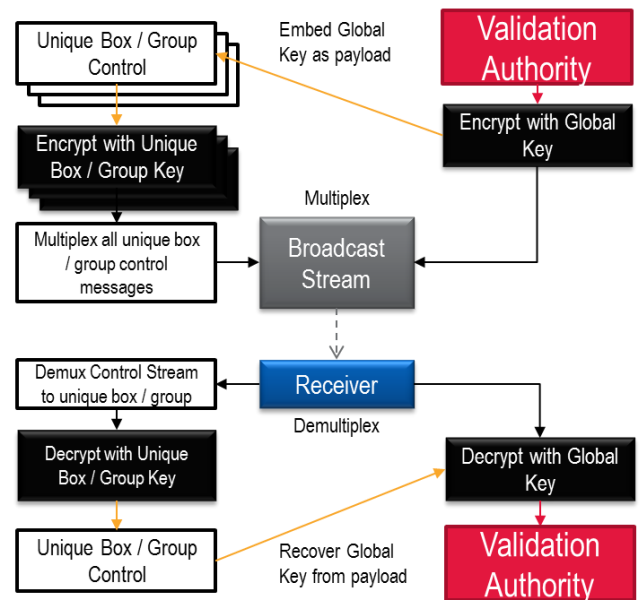 Unique Box / Group
Control
Embed Global
Key as payload
Validation
Authority
Encrypt with Unique
Box / Group Key
Encrypt with Global
Key
Multiplex
Multiplex all unique box
/ group control
messages
Broadcast
Stream
Demux Control Stream
to unique box / group
Receiver
Demultiplex
Decrypt with Unique
Box / Group Key
Decrypt with Global
Key
Unique Box / Group
Control
Recover Global
Key from payload
Validation
Authority